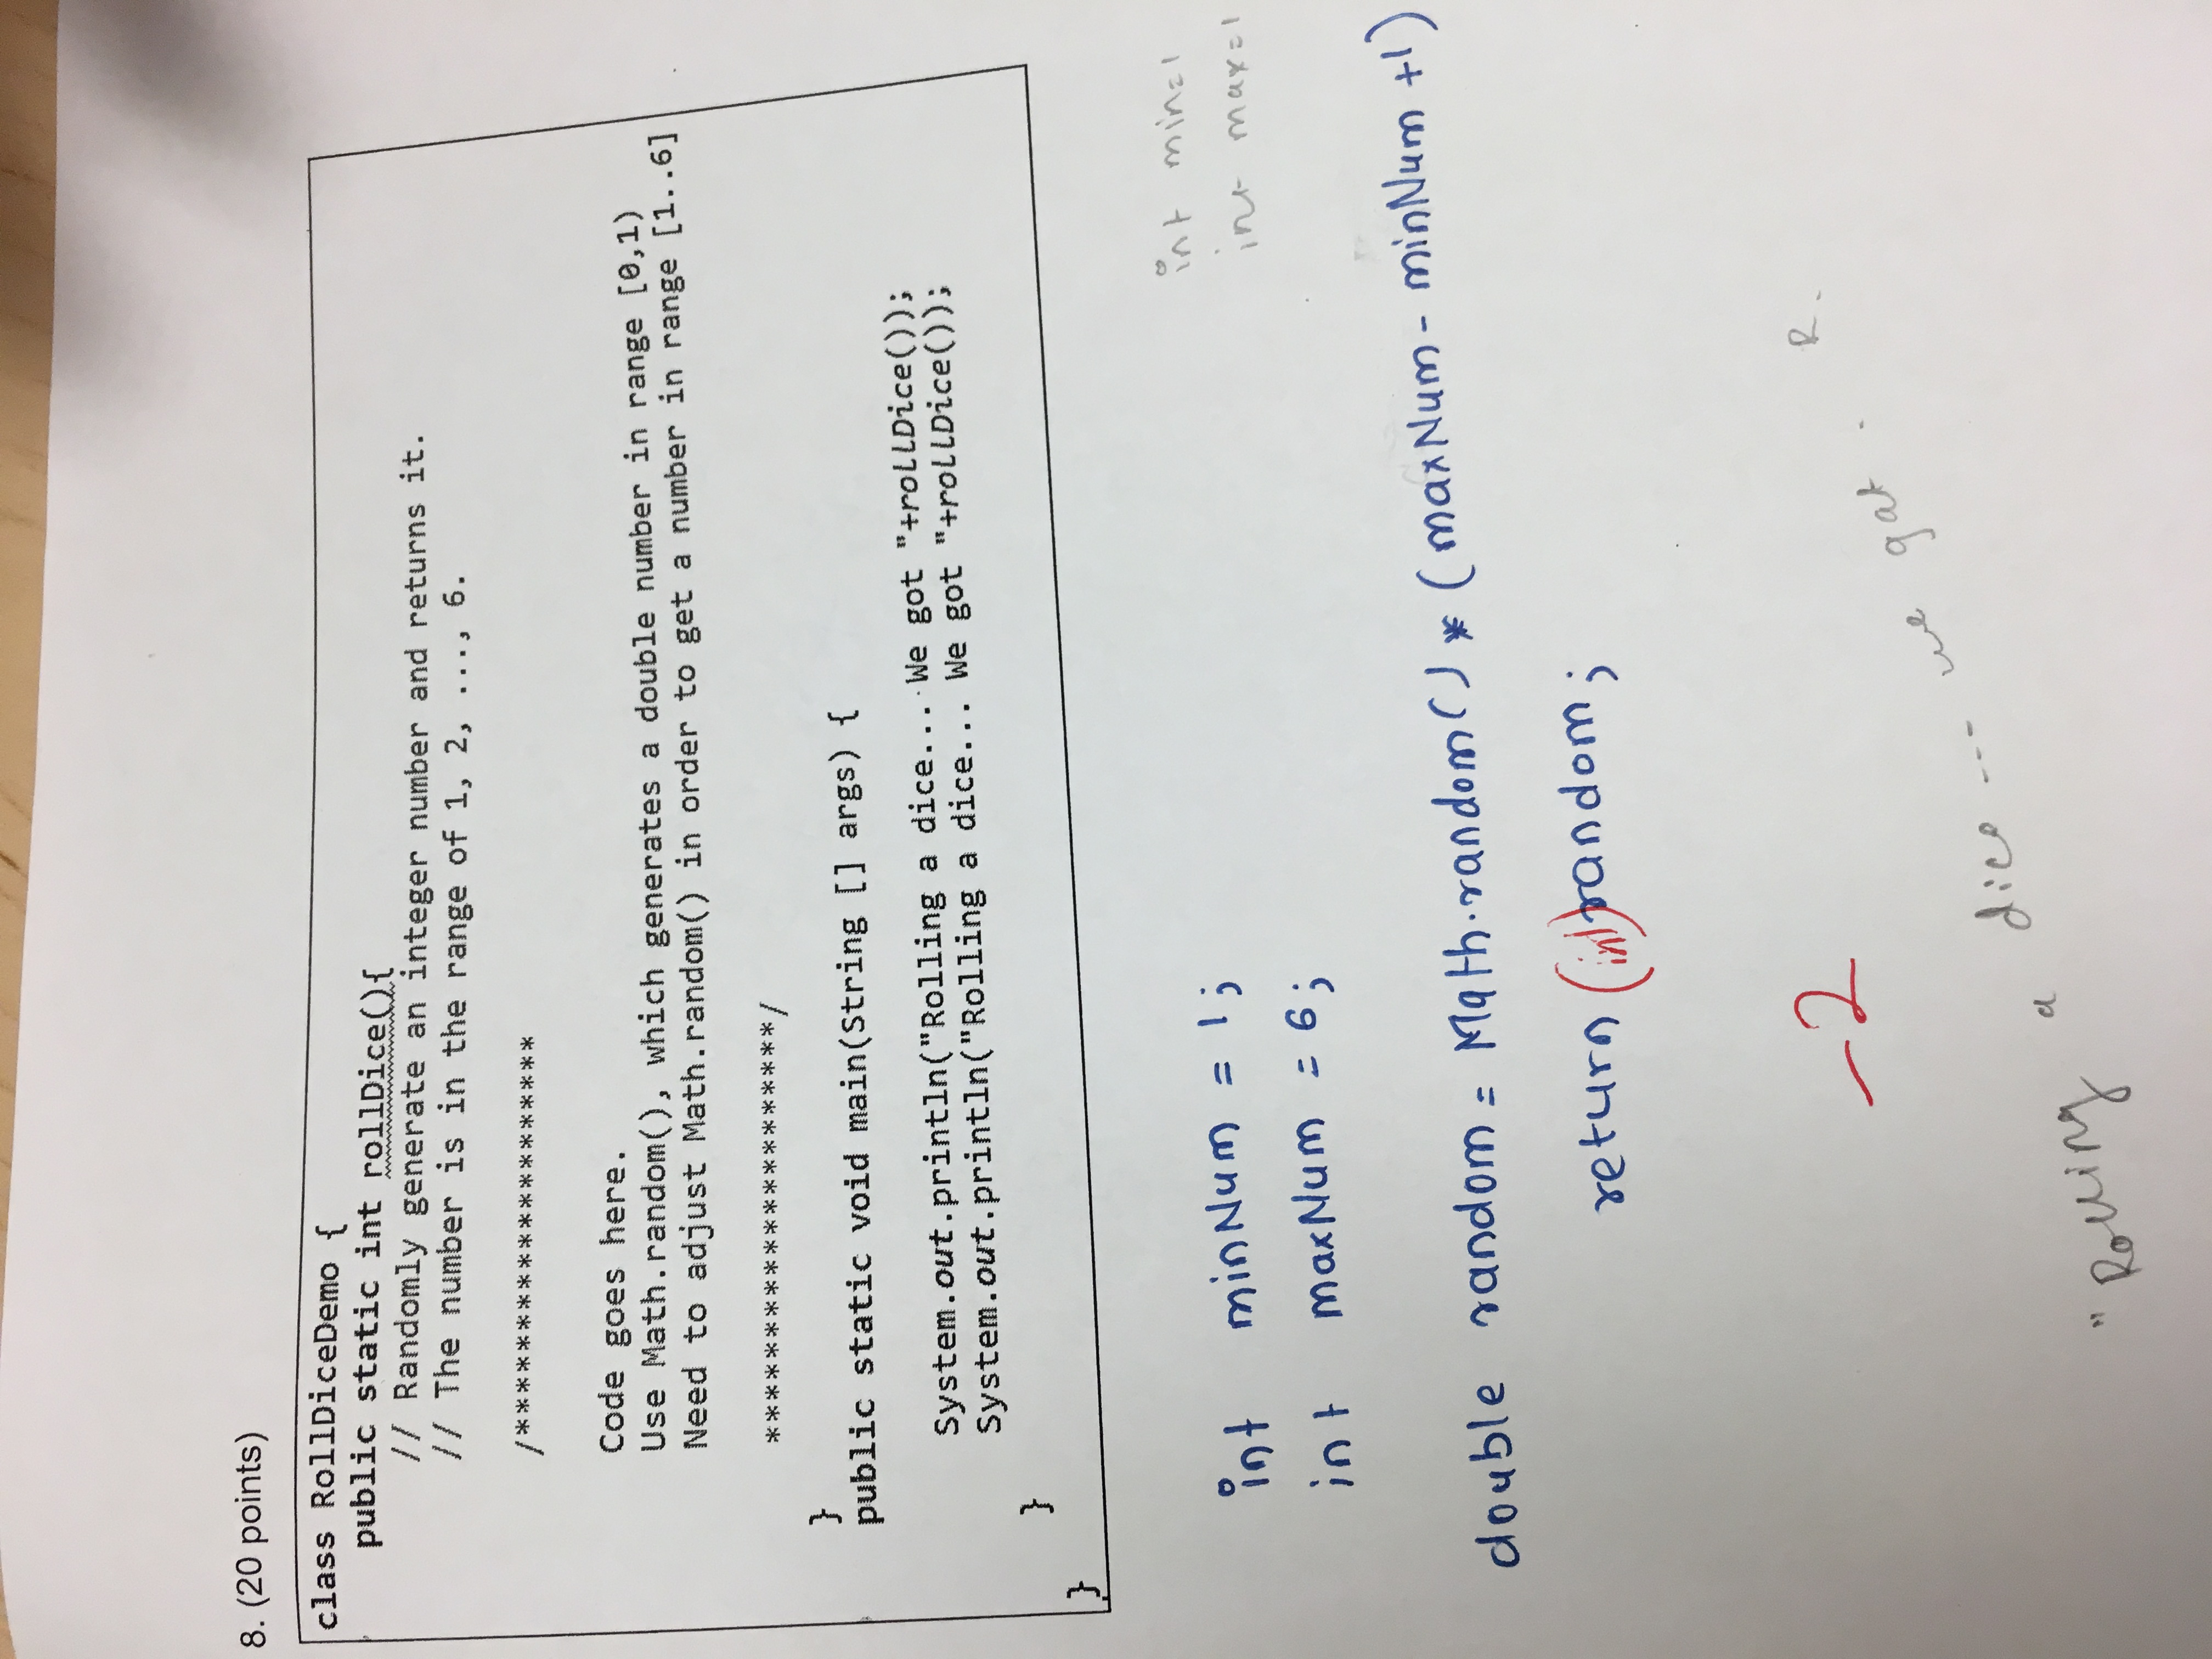 8. (20 points)
class RollDiceDemo {
public static int rollDice(){
// Randomly generate an integer number and returns it.
// The number is in the range of 1, 2, ..., 6.
/*******************
Code goes here.
Use Math.random(), which generates a double number in range [0,1)
Need to adjust Math.random() in order to get a number in range [1..6]
********************/
}
public static void main(String [] args) {
System.out.println("Rolling a dice... We got "+rollDice());
System.out.println("Rolling a dice... We got "+rollDice());
}
}
int min=1
int max=1
int minNum = 1;
int maxNum = 6;
double random = Math.random() * (maxNum - minNum +1)
return (int)random;
-2
R.
"Rolling a dice --- we gat .